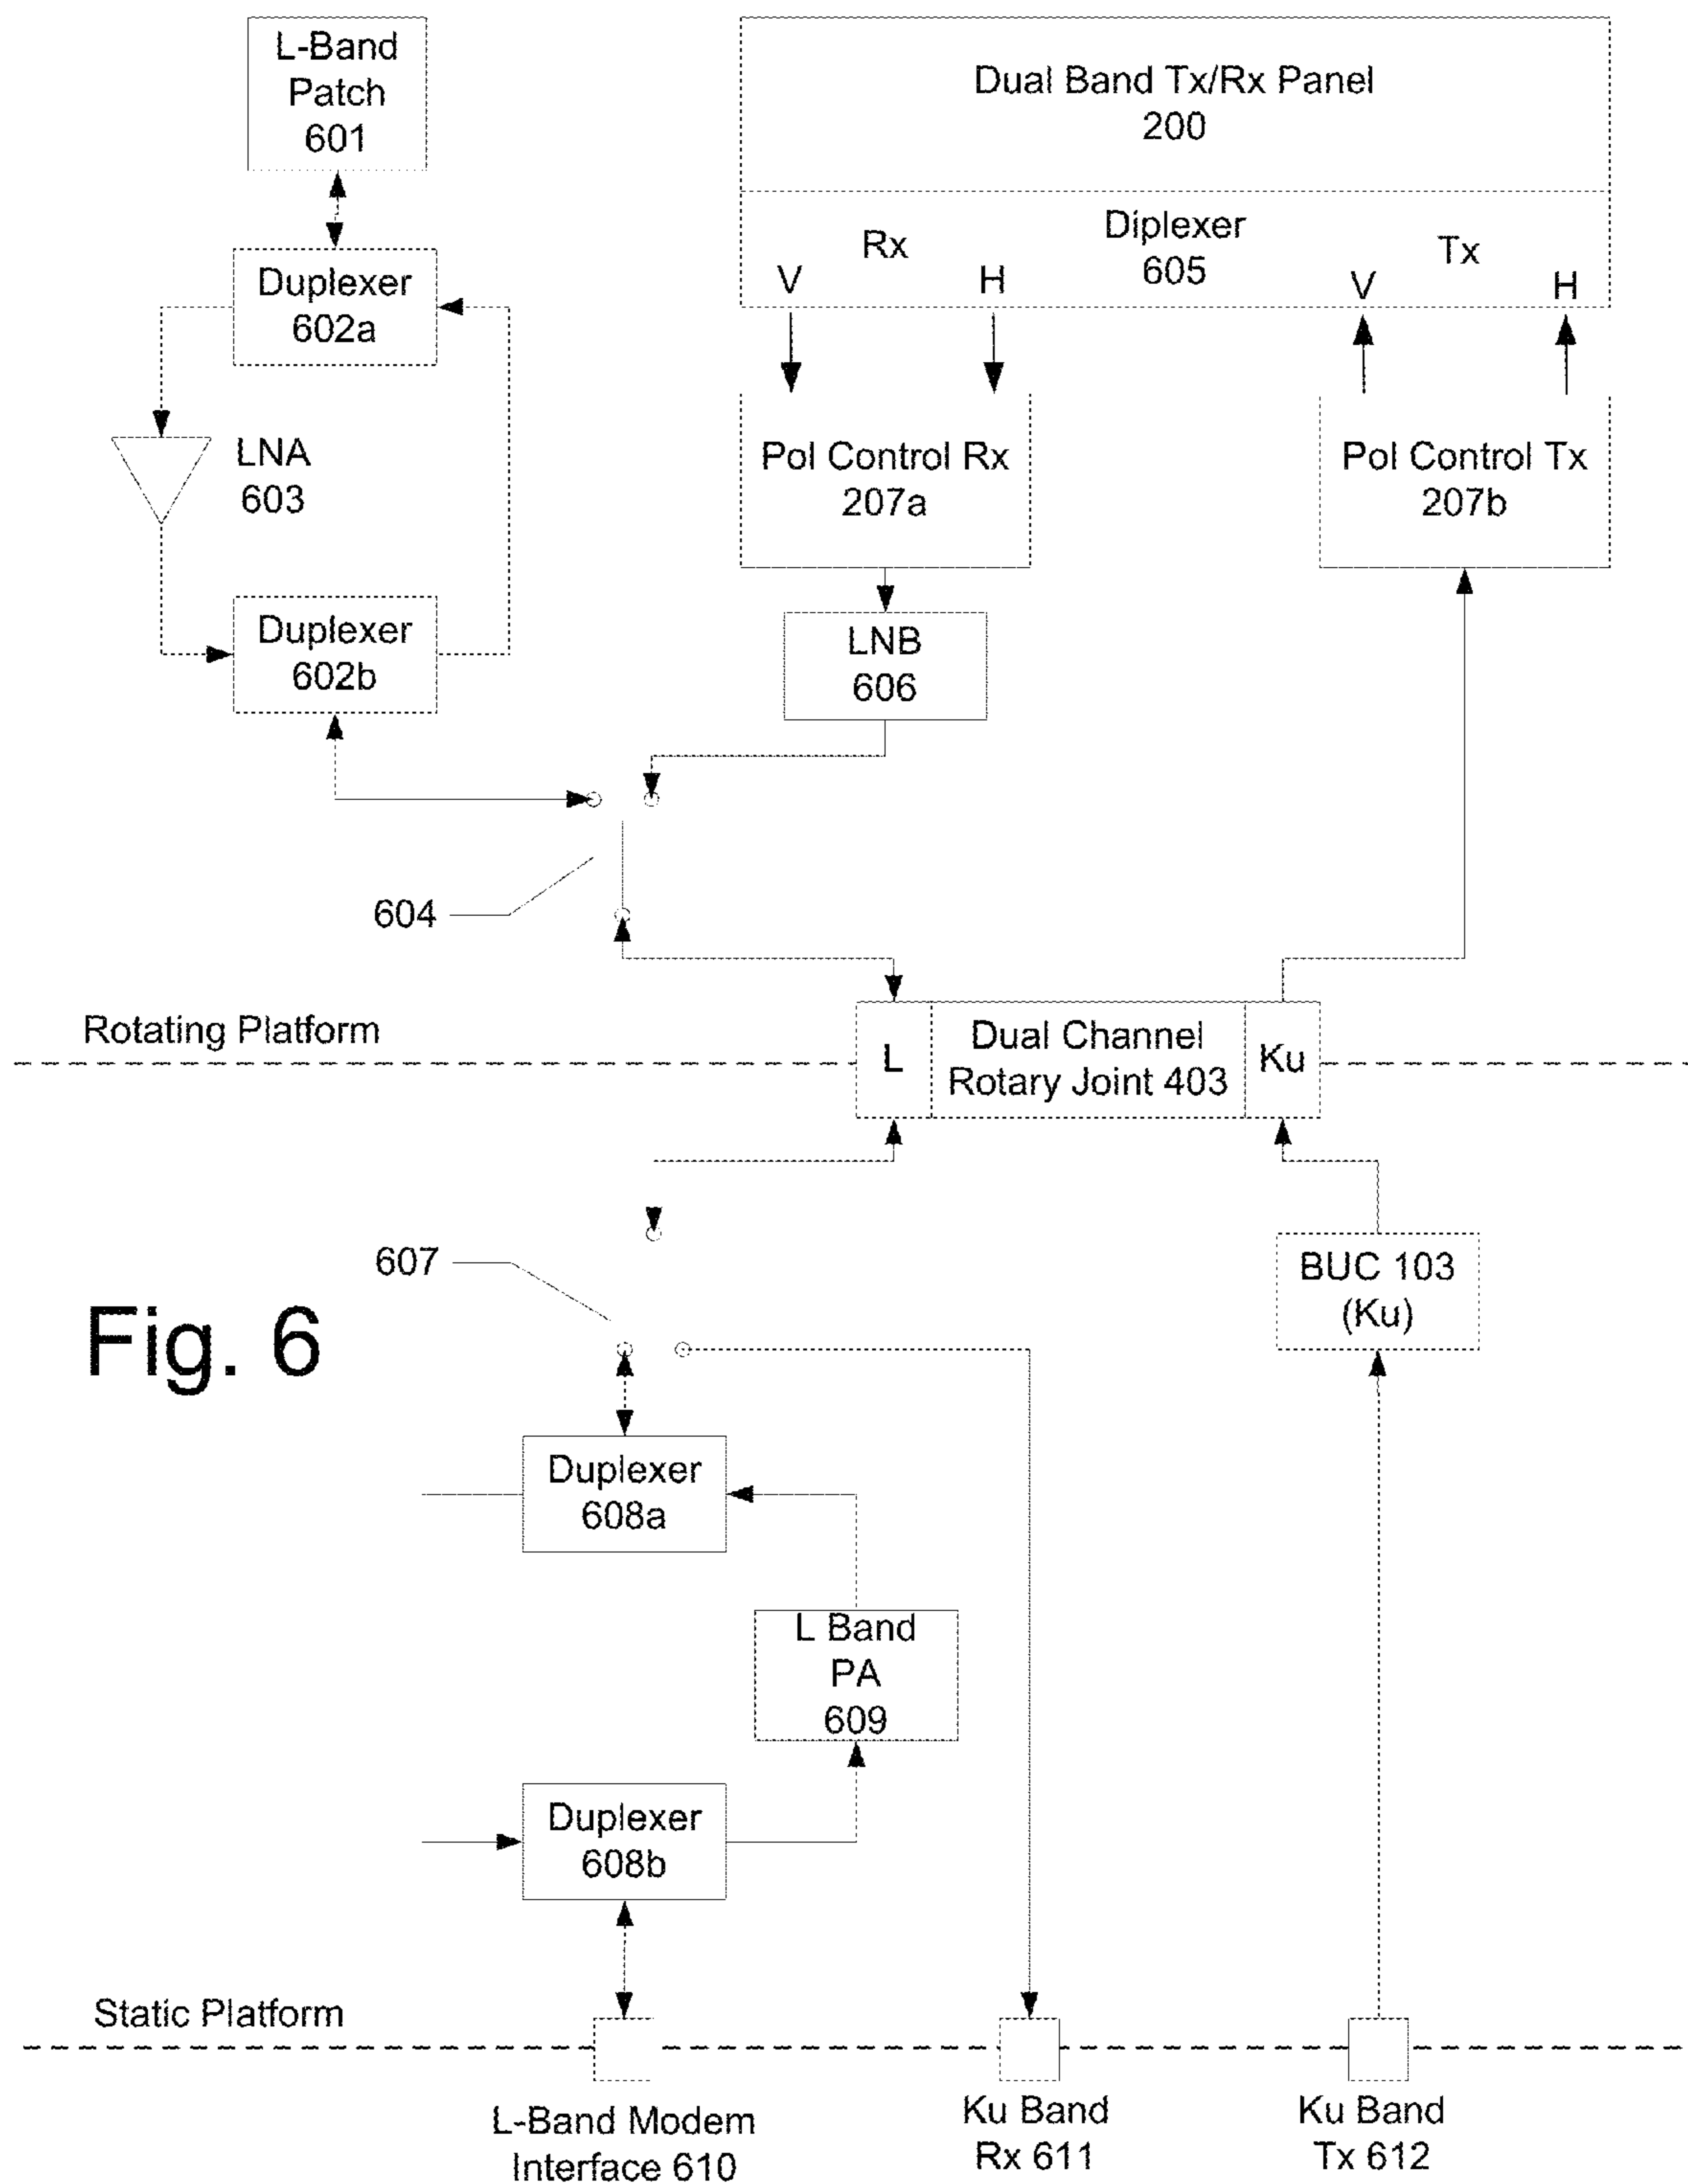 L-Band
Patch
601
Dual Band Tx/Rx Panel
200
Diplexer
605
Rx
Tx
V
H
V
H
Duplexer
602a
LNA
603
Pol Control Rx
207a
Pol Control Tx
207b
Duplexer
602b
LNB
606
604
Rotating Platform
L
Dual Channel
Rotary Joint 403
Ku
607
BUC 103
(Ku)
Fig. 6
Duplexer
608a
L Band
PA
609
Duplexer
608b
Static Platform
L-Band Modem
Interface 610
Ku Band
Rx 611
Ku Band
Tx 612